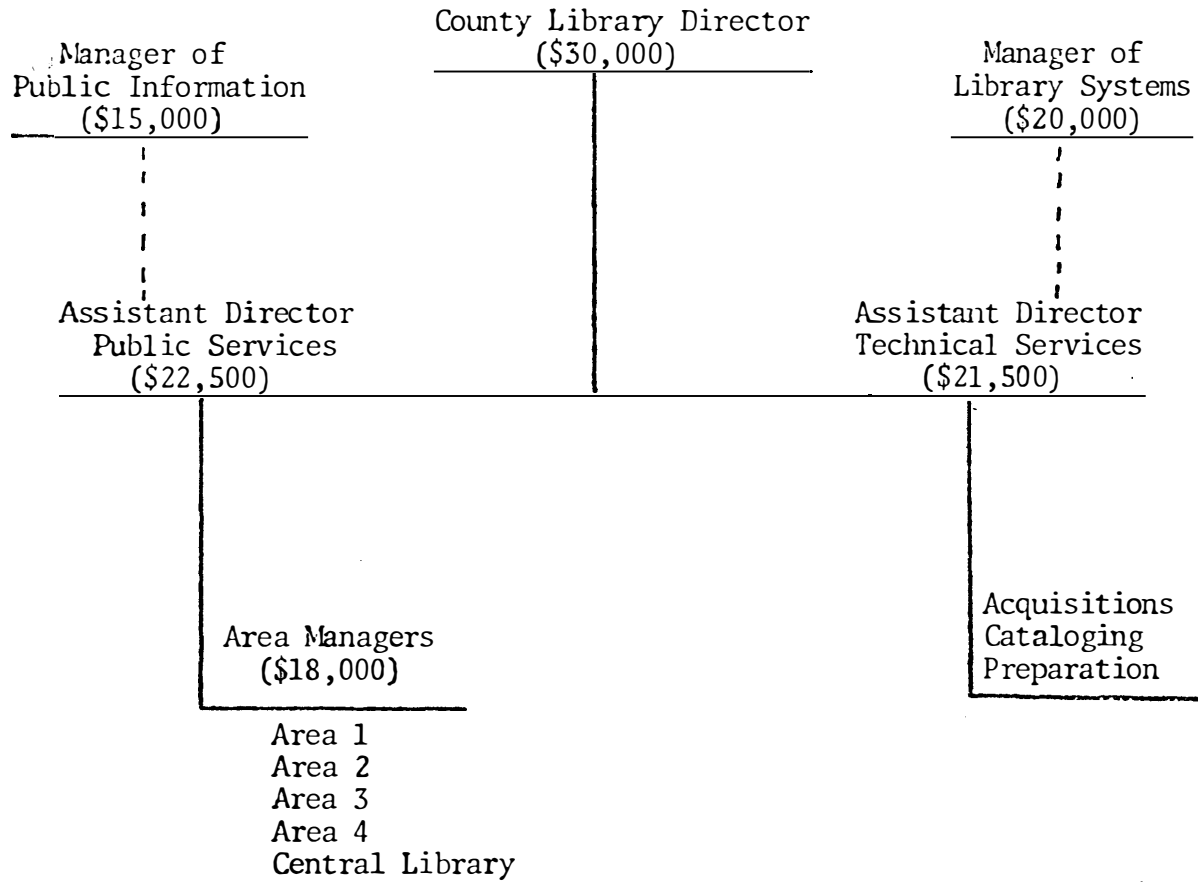 County Library Director
($30,000)
Manager of
Public Information
($15,000)
Manager of
Library Systems
($20,000)
Assistant Director
Public Services
($22,500)
Assistant Director
Technical Services
($21,500)
Area Managers
($18,000)
Area 1
Area 2
Area 3
Area 4
Central Library
Acquisitions
Cataloging
Preparation